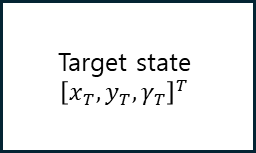 Target state
[x_T, y_T, γ_T]^T